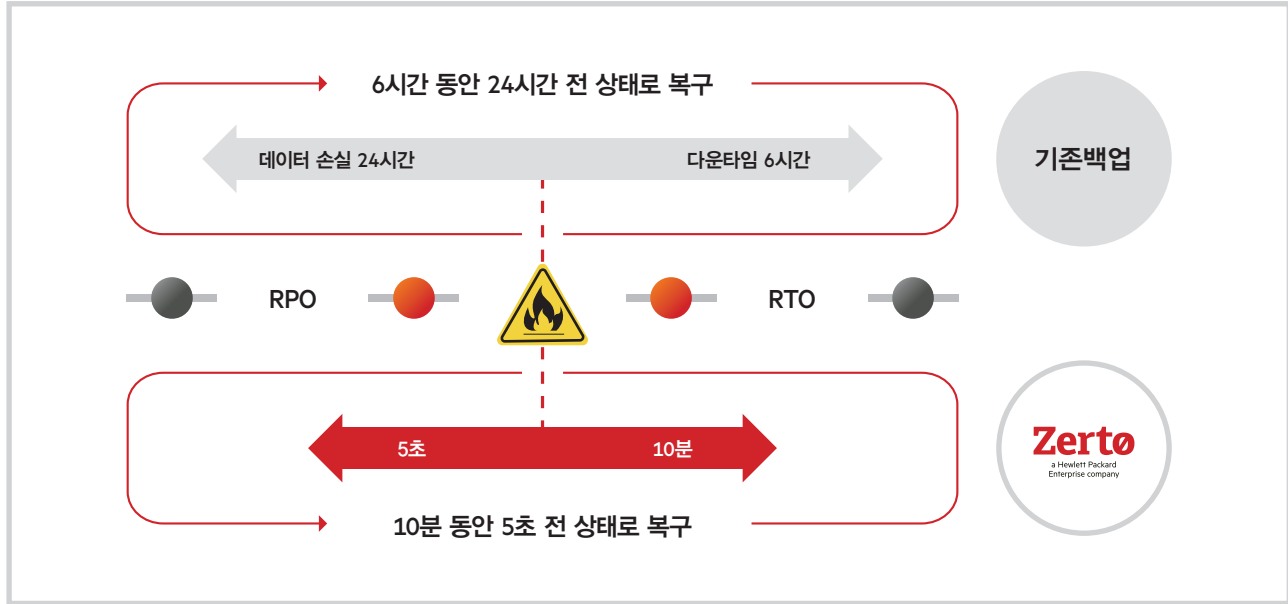 6시간 동안 24시간 전 상태로 복구
데이터 손실 24시간
다운타임 6시간
기존백업
RPO
RTO
5초
10분
Zertø
a Hewlett Packard
Enterprise company
10분 동안 5초 전 상태로 복구